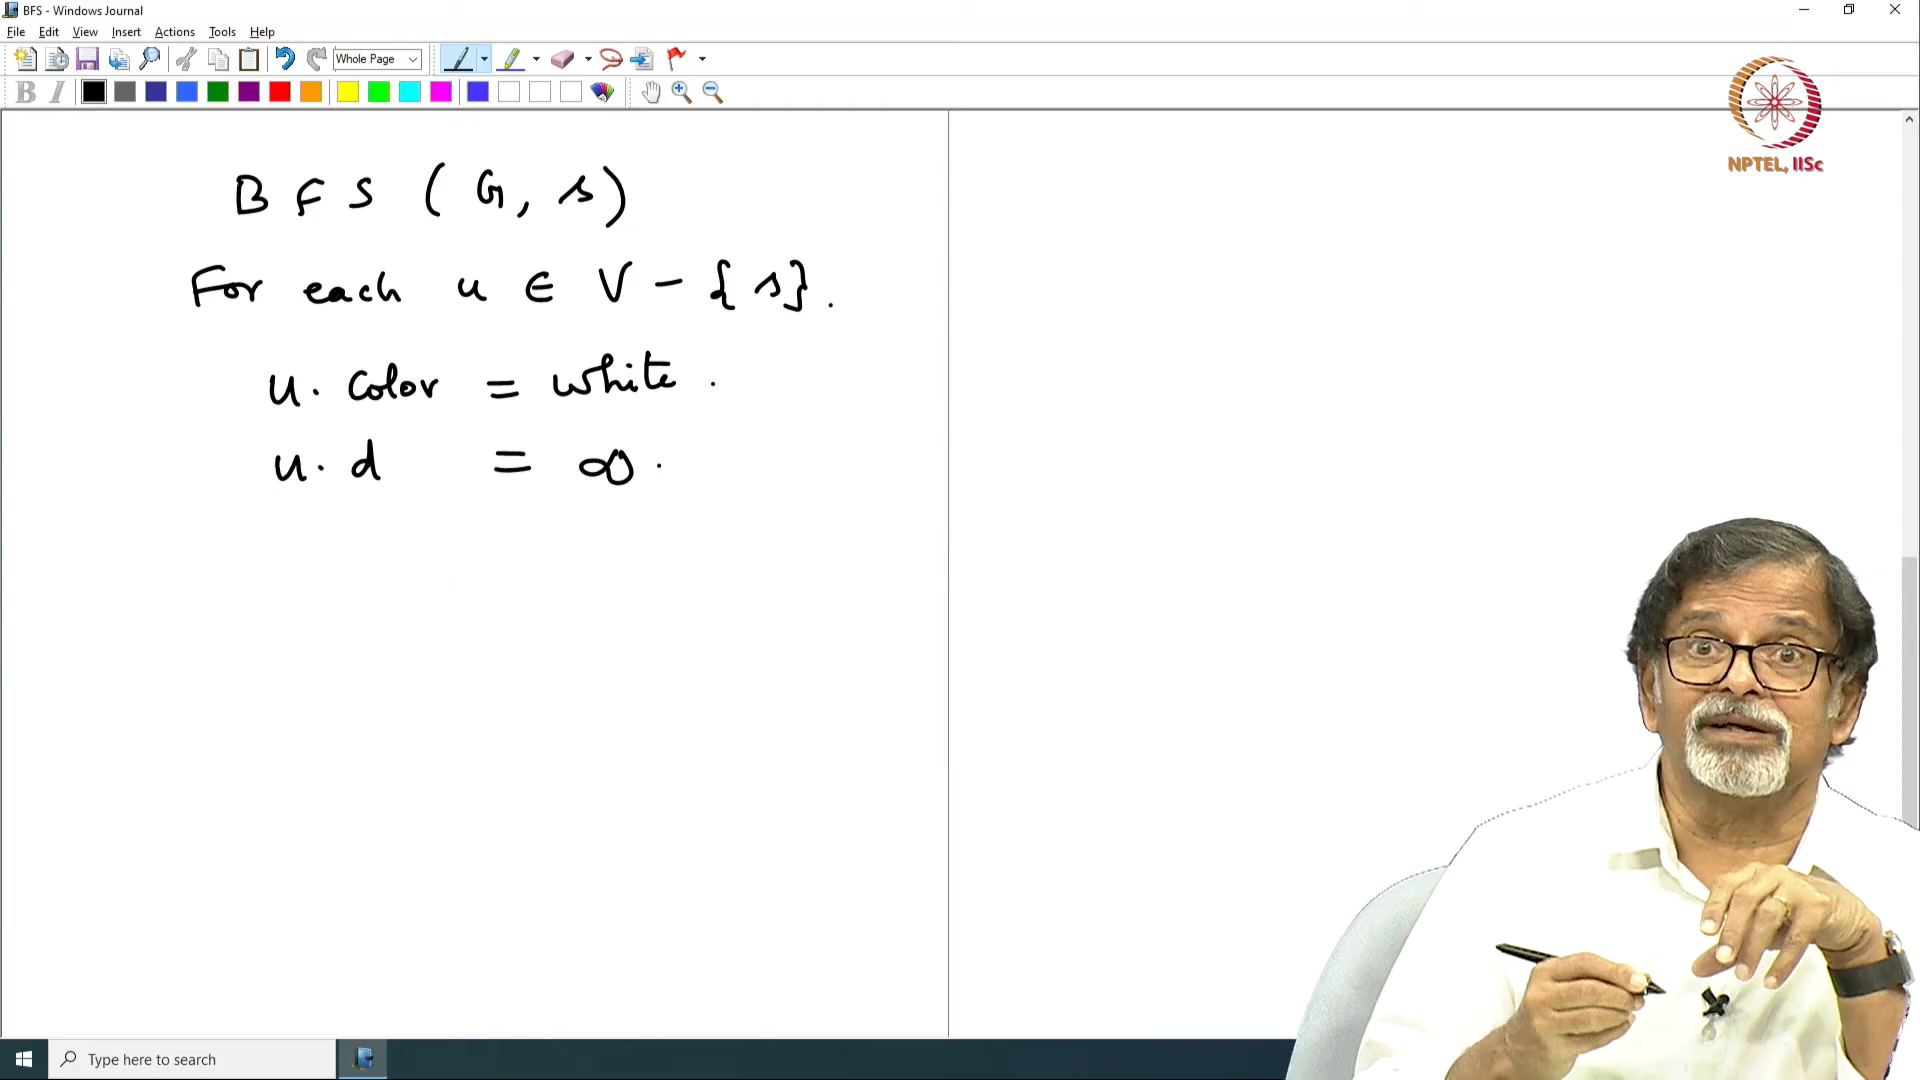 BFS - Windows Journal
File Edit View Insert Actions Tools Help
Whole Page
B I
NPTEL, IISc
BFS (G, s)
For each u ∈ V - {s}.
u. color = white.
u. d = ∞.
Type here to search